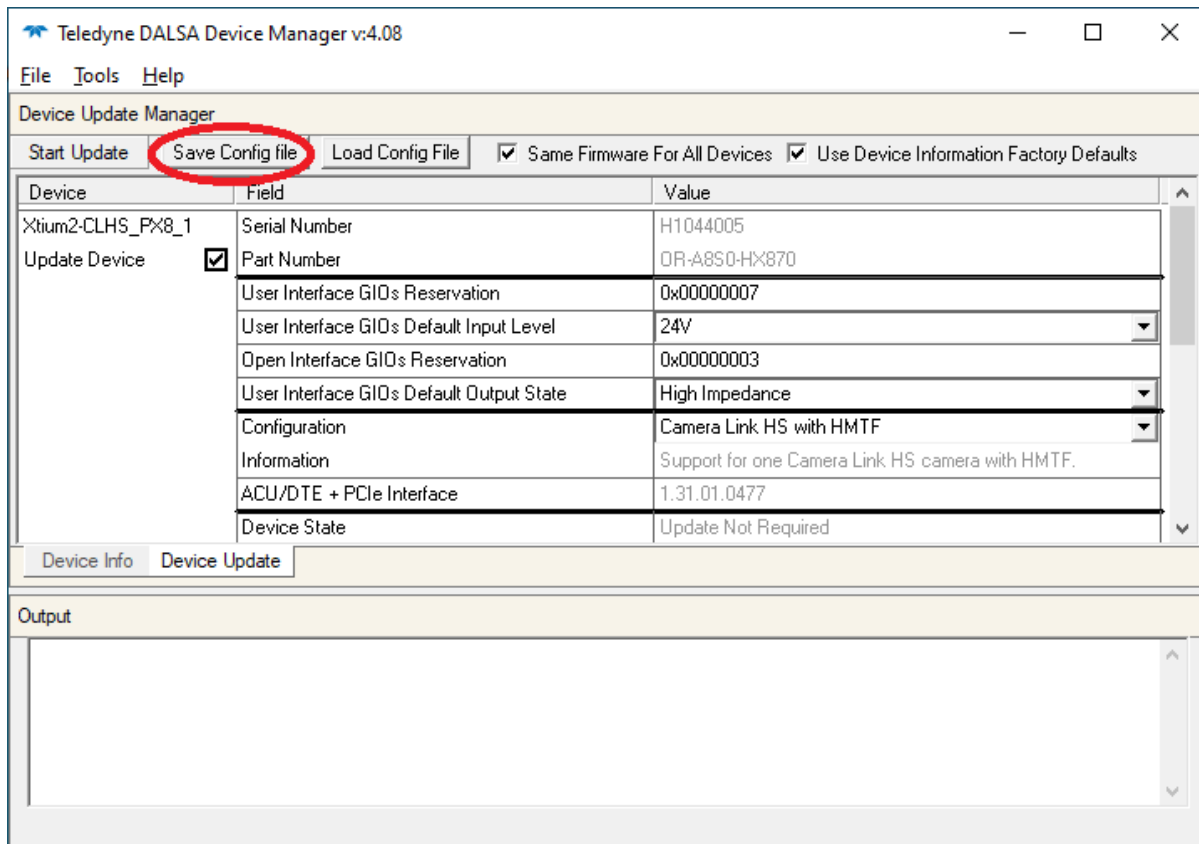 Teledyne DALSA Device Manager v:4.08
File Tools Help
Device Update Manager
Start Update Save Config file Load Config File Same Firmware For All Devices Use Device Information Factory Defaults
Device Field Value
Xtium2-CLHS_PX8_1 Serial Number H1044005
Update Device Part Number OR-A8S0-HX870
User Interface GIOs Reservation 0x00000007
User Interface GIOs Default Input Level 24V
Open Interface GIOs Reservation 0x00000003
User Interface GIOs Default Output State High Impedance
Configuration Camera Link HS with HMTF
Information Support for one Camera Link HS camera with HMTF.
ACU/DTE + PCIe Interface 1.31.01.0477
Device State Update Not Required
Device Info Device Update
Output